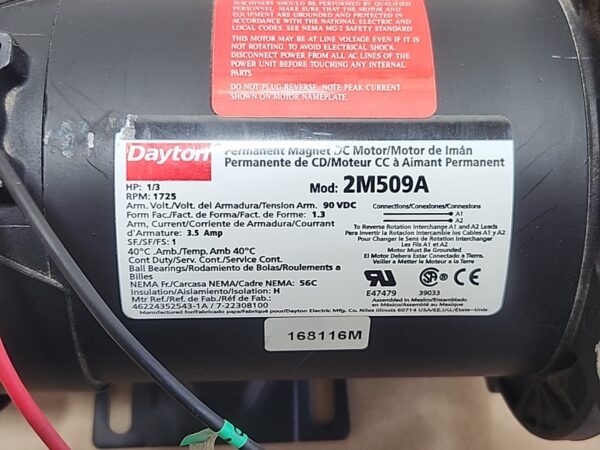 MACHINERY SHOULD BE PERFORMED BY QUALIFIED
PERSONNEL. MAKE SURE THAT THE MOTOR AND
EQUIPMENT ARE GROUNDED AND PROTECTED IN
ACCORDANCE WITH THE NATIONAL ELECTRIC AND
LOCAL CODES. SEE NEMA MG-2 SAFETY STANDARD
THIS MOTOR MAY BE AT LINE VOLTAGE EVEN IF IT
IS NOT ROTATING. TO AVOID ELECTRICAL SHOCK,
DISCONNECT POWER FROM ALL AC LINES OF THE
POWER UNIT BEFORE TOUCHING ANY INTERNAL
PARTS
DO NOT PLUG REVERSE. NOTE PEAK CURRENT
SHOWN ON MOTOR NAMEPLATE.
Dayton
Permanent Magnet DC Motor/Motor de Imán
Permanente de CD/Moteur CC à Aimant Permanent
HP: 1/3
Mod: 2M509A
RPM: 1725
Arm. Volt./Volt. del Armadura/Tension Arm. 90 VDC
Form Fac./Fact. de Forma/Fact. de Forme: 1.3
Arm, Current/Corriente de Armadura/Courrant
d'Armature: 3.5 Amp
SF/SF/FS: 1
40°C .Amb./Temp. Amb 40°C
Cont Duty/Serv. Cont./Service Cont.
Ball Bearings/Rodamiento de Bolas/Roulements a
Billes
NEMA Fr/Carcasa NEMA/Cadre NEMA: 56C
Insulation/Aislamiento/Isolation: H
Mtr Ref./Ref. de Fab./Réf de Fab.:
46224352543-1A / 7-22308100
Connections/Conexiones/Connexions
A1
A2
To Reverse Rotation Interchange A1 and A2 Leads
Para Invertir la Rotacion Intercambie los Cables A1 y A2
Pour Changer le Sens de Rotation Interchanger
Les Fils A1 et A2
Motor Must Be Grounded
El Motor Debera Estar Conectado a Tierra.
Veiller a Metter le Moteur a la Terre
E47479
39033
Assembled in Mexico/Ensamblado
en México/Assemblé au Mexique
Manufactured for/Fabricado para/Fabriqué pour/Dayton Electric Mfg. Co. Niles Illinois 60714 USA/EE.UU./Etats-Unis
168116M